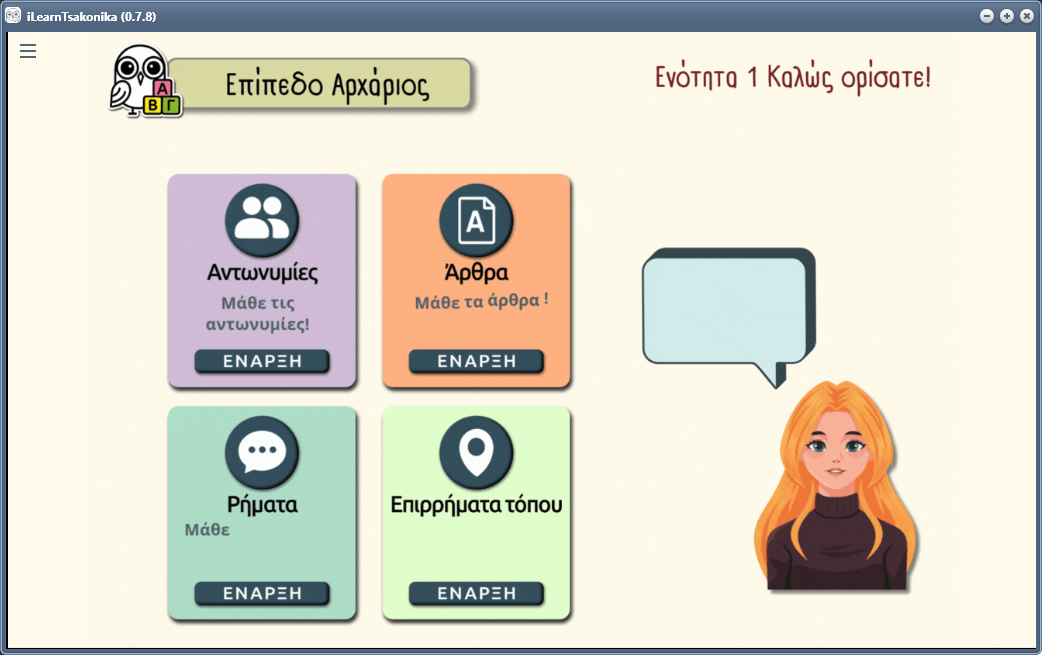 iLearnTsakonika (0.7.8)
Επίπεδο Αρχάριος
Ενότητα 1 Καλώς ορίσατε!
Α
Β Γ
Αντωνυμίες
Μάθε τις
αντωνυμίες!
ΕΝΑΡΞΗ
A
Άρθρα
Μάθε τα άρθρα !
ΕΝΑΡΞΗ
Ρήματα
Μάθε
ΕΝΑΡΞΗ
Επιρρήματα τόπου
ΕΝΑΡΞΗ